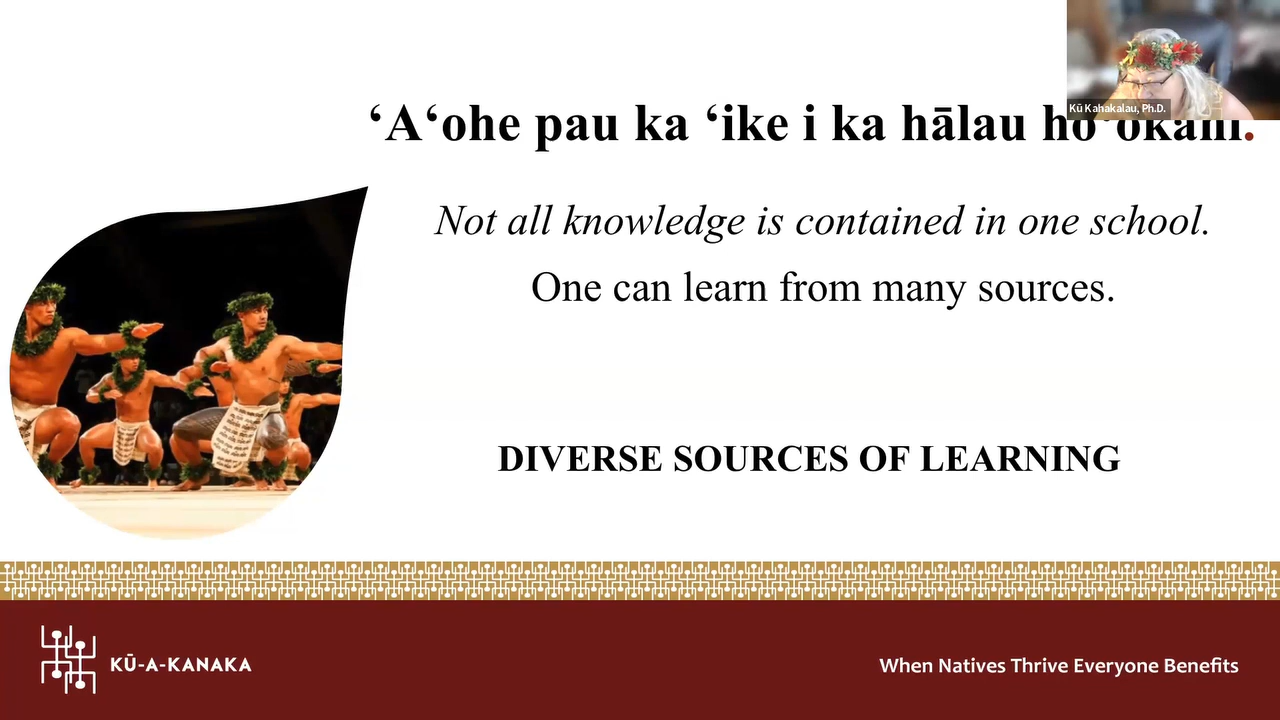 Kū Kahakalau, Ph.D.
ʻAʻohe pau ka ʻike i ka hālau
Not all knowledge is contained in one school.
One can learn from many sources.
DIVERSE SOURCES OF LEARNING
KŪ-A-KANAKA
When Natives Thrive Everyone Benefits